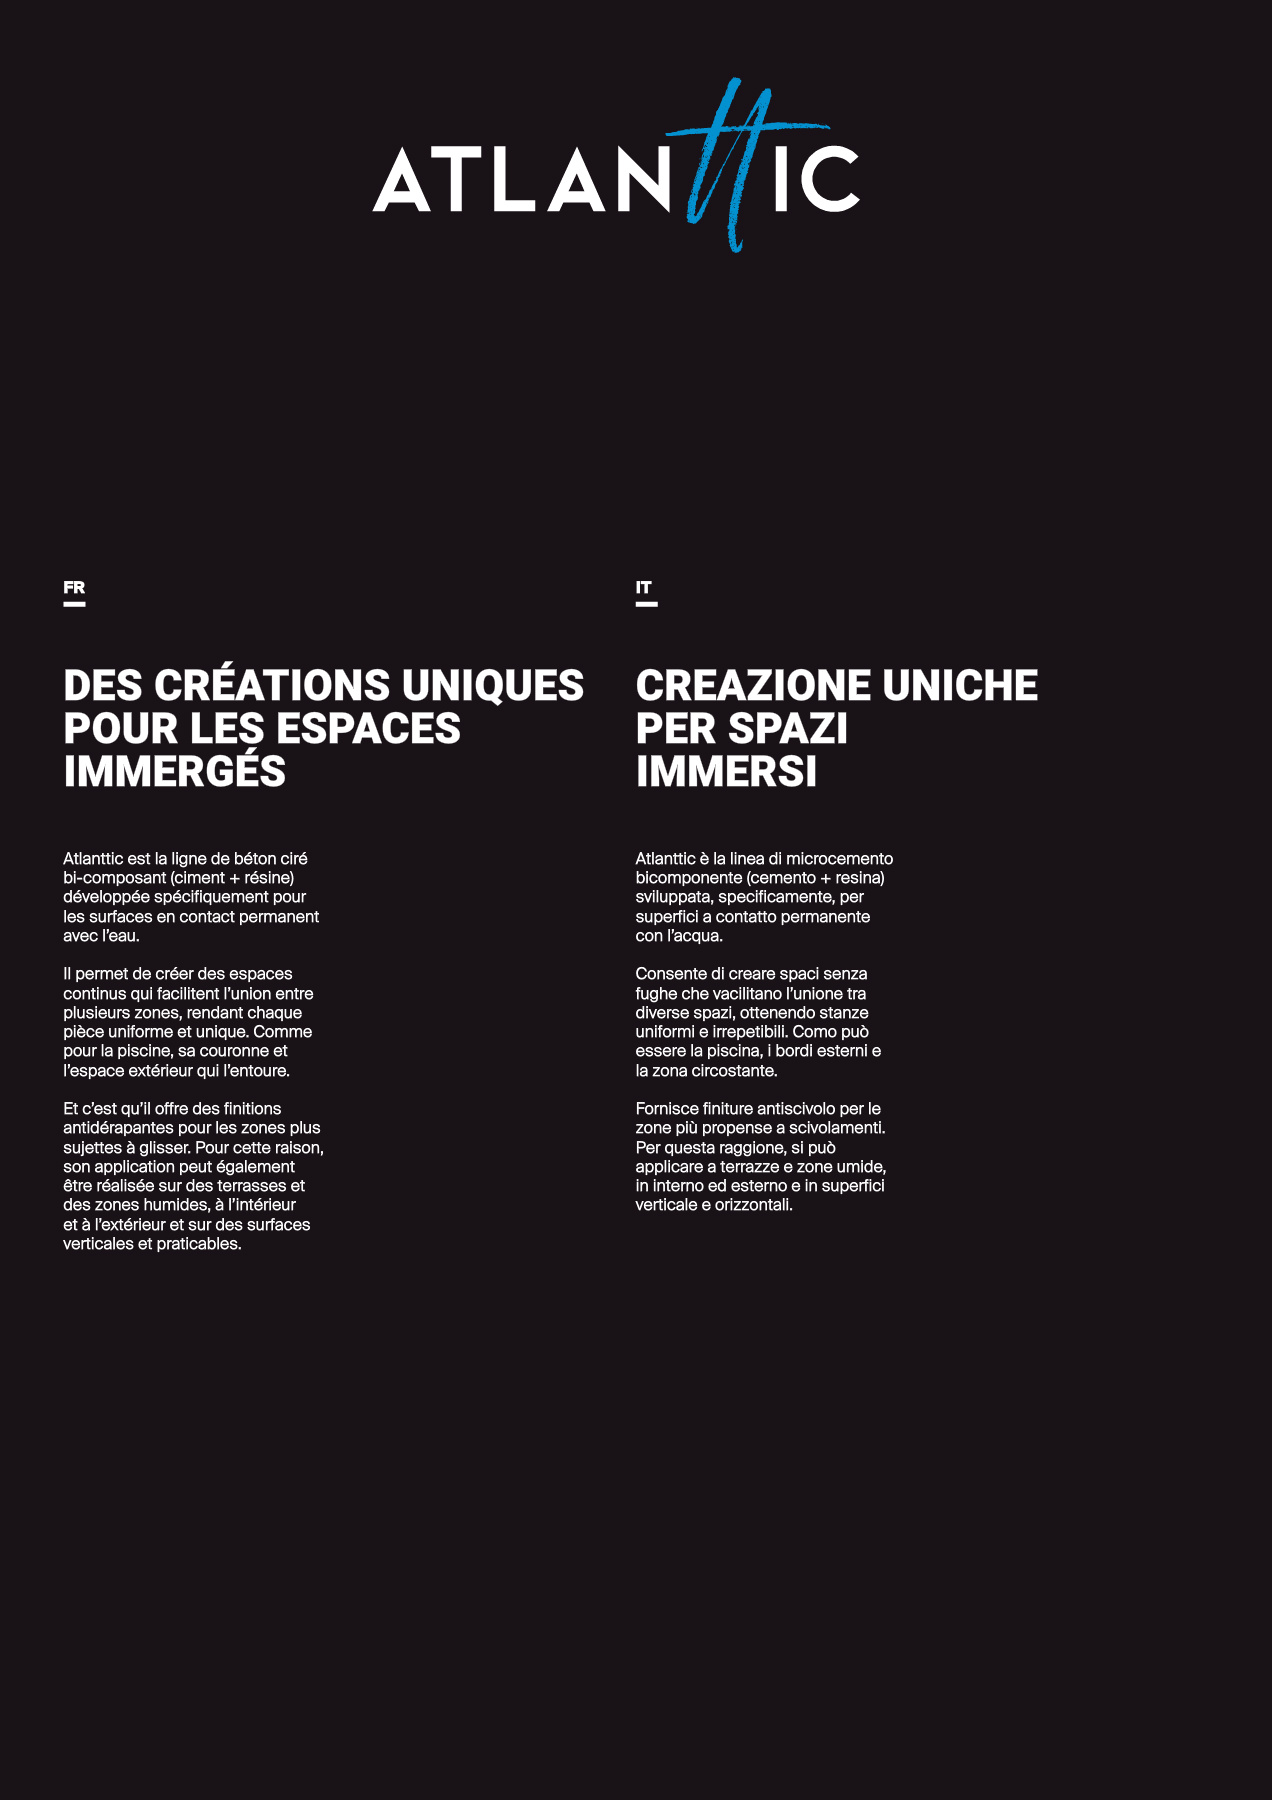 ATLANttIC
FR
DES CRÉATIONS UNIQUES
POUR LES ESPACES
IMMERGÉS
Atlanttic est la ligne de béton ciré
bi-composant (ciment + résine)
développée spécifiquement pour
les surfaces en contact permanent
avec l’eau.
Il permet de créer des espaces
continus qui facilitent l’union entre
plusieurs zones, rendant chaque
pièce uniforme et unique. Comme
pour la piscine, sa couronne et
l’espace extérieur qui l’entoure.
Et c’est qu’il offre des finitions
antidérapantes pour les zones plus
sujettes à glisser. Pour cette raison,
son application peut également
être réalisée sur des terrasses et
des zones humides, à l’intérieur
et à l’extérieur et sur des surfaces
verticales et praticables.
IT
CREAZIONE UNICHE
PER SPAZI
IMMERSI
Atlanttic è la linea di microcemento
bicomponente (cemento + resina)
sviluppata, specificamente, per
superfici a contatto permanente
con l’acqua.
Consente di creare spaci senza
fughe che vacilitano l’unione tra
diverse spazi, ottenendo stanze
uniformi e irrepetibili. Como può
essere la piscina, i bordi esterni e
la zona circostante.
Fornisce finiture antiscivolo per le
zone più propense a scivolamenti.
Per questa raggione, si può
applicare a terrazze e zone umide,
in interno ed esterno e in superfici
verticale e orizzontali.